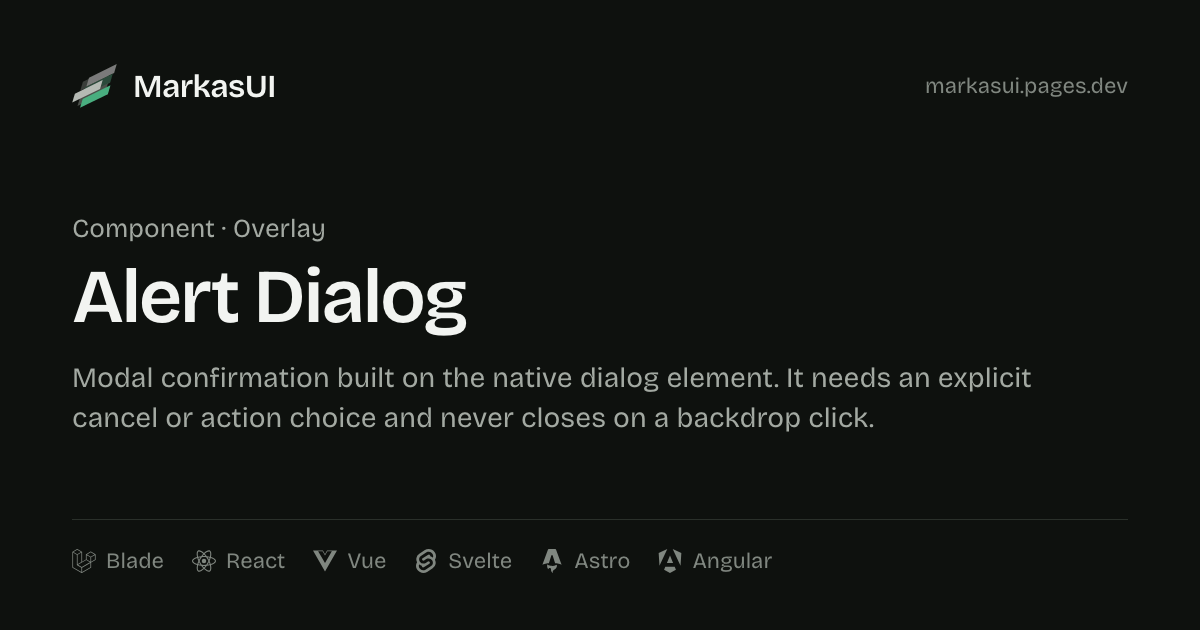 MarkasUI
markasui.pages.dev
Component · Overlay
Alert Dialog
Modal confirmation built on the native dialog element. It needs an explicit
cancel or action choice and never closes on a backdrop click.
Blade React Vue Svelte Astro Angular